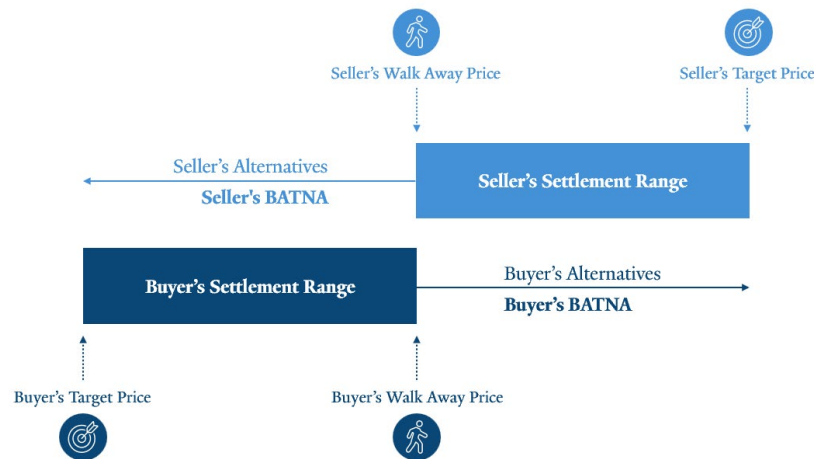 Seller’s Walk Away Price
Seller’s Target Price
Seller’s Alternatives
Seller's BATNA
Seller’s Settlement Range
Buyer’s Settlement Range
Buyer’s Alternatives
Buyer’s BATNA
Buyer’s Target Price
Buyer’s Walk Away Price